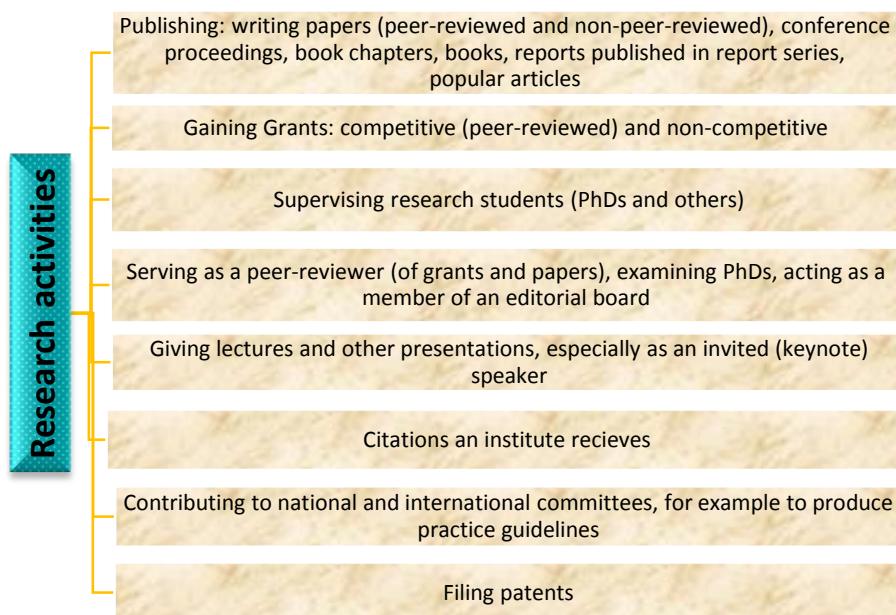 Research activities
Publishing: writing papers (peer-reviewed and non-peer-reviewed), conference
proceedings, book chapters, books, reports published in report series,
popular articles
Gaining Grants: competitive (peer-reviewed) and non-competitive
Supervising research students (PhDs and others)
Serving as a peer-reviewer (of grants and papers), examining PhDs, acting as a
member of an editorial board
Giving lectures and other presentations, especially as an invited (keynote)
speaker
Citations an institute recieves
Contributing to national and international committees, for example to produce
practice guidelines
Filing patents